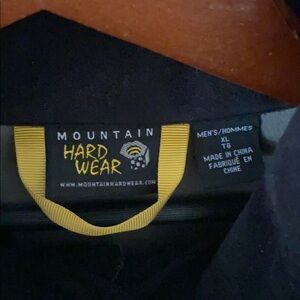 MOUNTAIN
HARD
WEAR
WWW.MOUNTAINHARDWEAR.COM
MEN'S/HOMMES
XL
TG
MADE IN CHINA
FABRIQUÉ EN
CHINE